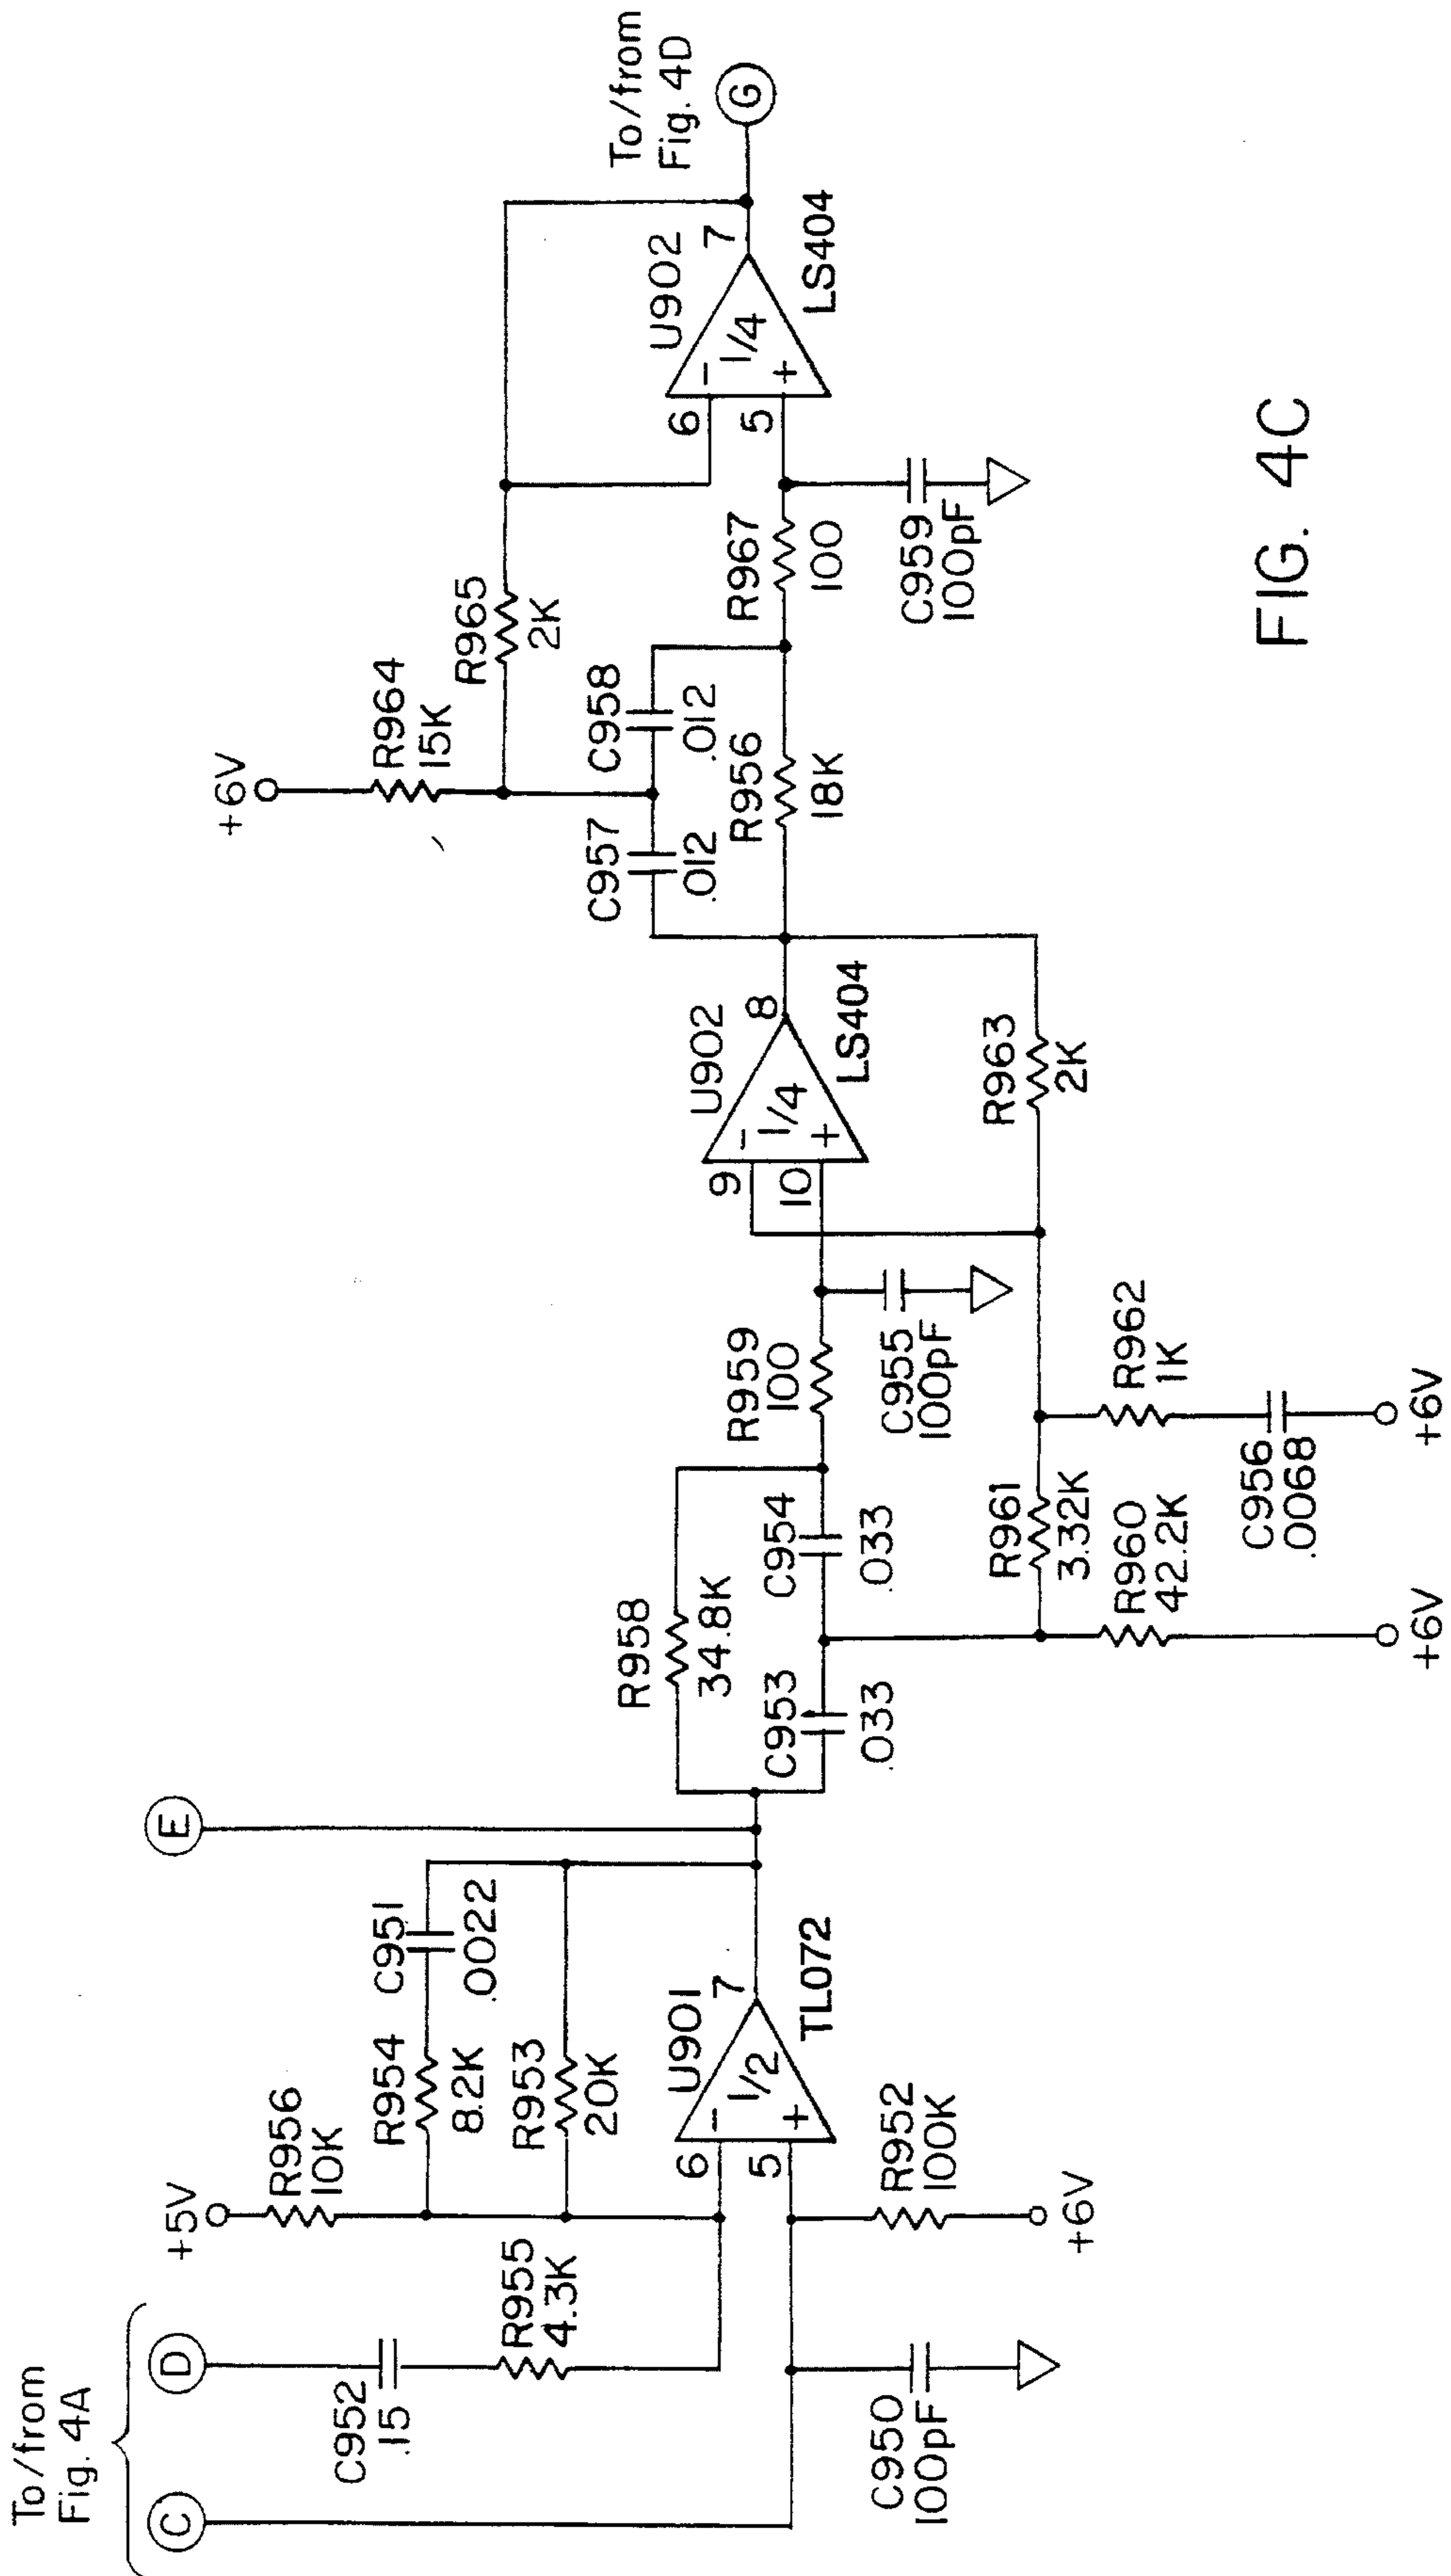 To/from
Fig. 4A
C
D
C952
.15
R955
4.3K
+5V
R956
10K
R954
8.2K
C951
.0022
R953
20K
E
U901
6
5
7
-
+
1/2
TL072
C950
100pF
R952
100K
+6V
R958
34.8K
C953
.033
C954
.033
R959
100
C955
100pF
R961
3.32K
R960
42.2K
+6V
R962
1K
C956
.0068
+6V
U902
9
10
8
-
+
1/4
LS404
R963
2K
+6V
R964
15K
R965
2K
C957
.012
C958
.012
R956
18K
R967
100
C959
100pF
U902
6
5
7
-
+
1/4
LS404
To/from
Fig. 4D
G
FIG. 4C